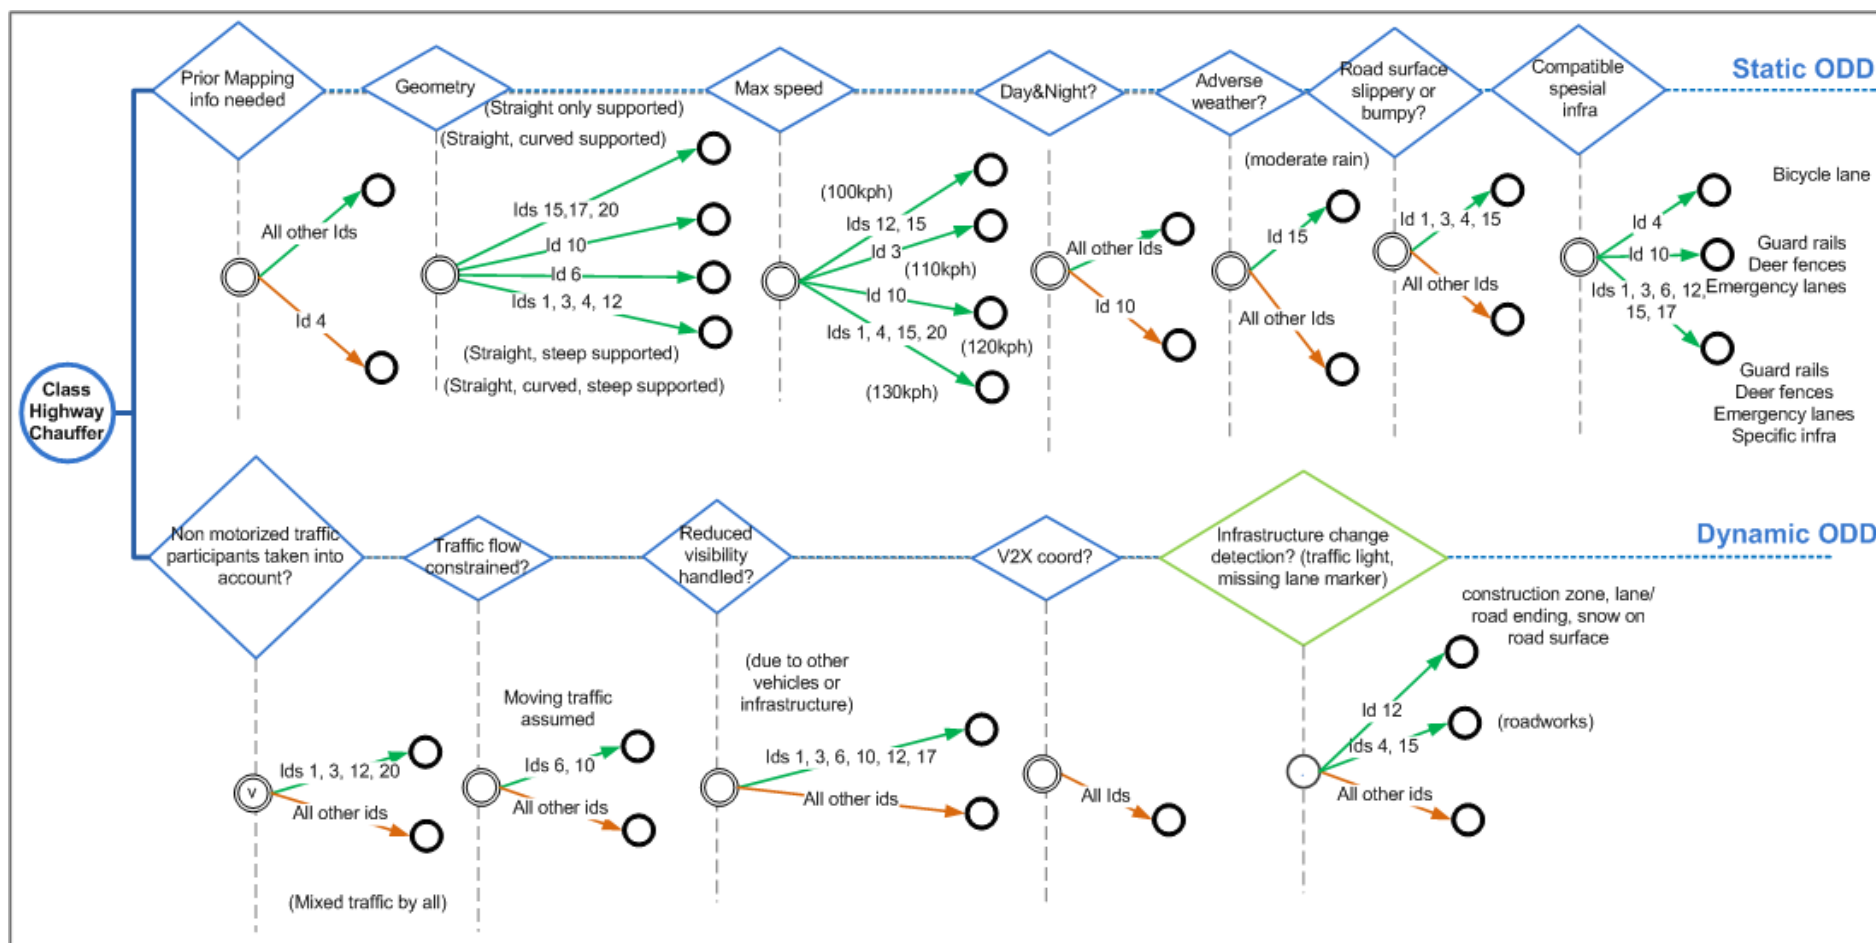 Class
Highway
Chauffer
Static ODD
Prior Mapping
info needed
All other Ids
Id 4
Geometry
(Straight only supported)
(Straight, curved supported)
Ids 15,17, 20
Id 10
Id 6
Ids 1, 3, 4, 12
(Straight, steep supported)
(Straight, curved, steep supported)
Max speed
(100kph)
Ids 12, 15
Id 3
(110kph)
Id 10
Ids 1, 4, 15, 20
(120kph)
(130kph)
Day&Night?
All other Ids
Id 10
Adverse
weather?
(moderate rain)
Id 15
All other Ids
Road surface
slippery or
bumpy?
Id 1, 3, 4, 15
All other Ids
Compatible
spesial
infra
Bicycle lane
Id 4
Id 10
Guard rails
Deer fences
Emergency lanes
Ids 1, 3, 6, 12,
15, 17
Guard rails
Deer fences
Emergency lanes
Specific infra
Dynamic ODD
Non motorized traffic
participants taken into
account?
V
Ids 1, 3, 12, 20
All other ids
(Mixed traffic by all)
Traffic flow
constrained?
Moving traffic
assumed
Ids 6, 10
All other ids
Reduced
visibility
handled?
(due to other
vehicles or
infrastructure)
Ids 1, 3, 6, 10, 12, 17
All other ids
V2X coord?
All Ids
Infrastructure change
detection? (traffic light,
missing lane marker)
construction zone, lane/
road ending, snow on
road surface
Id 12
Ids 4, 15
(roadworks)
All other ids